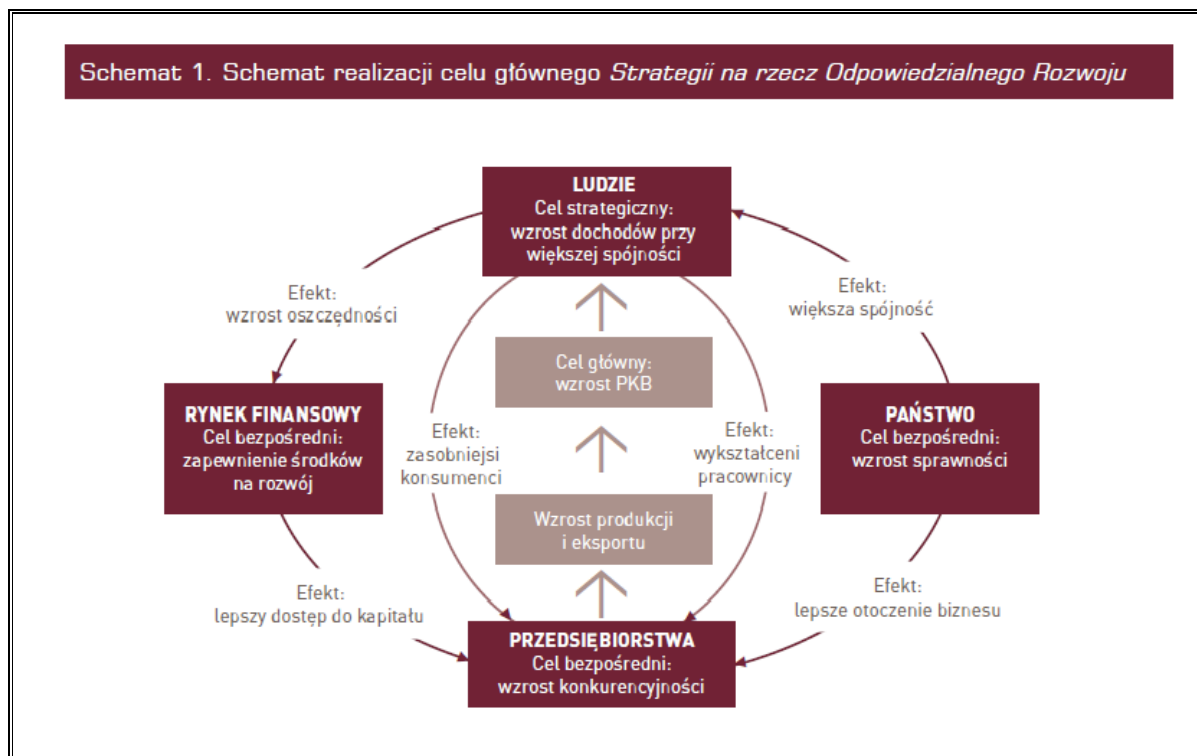 Schemat 1. Schemat realizacji celu głównego Strategii na rzecz Odpowiedzialnego Rozwoju
LUDZIE
Cel strategiczny:
wzrost dochodów przy
większej spójności
Efekt:
wzrost oszczędności
Efekt:
większa spójność
Cel główny:
wzrost PKB
RYNEK FINANSOWY
Cel bezpośredni:
zapewnienie środków
na rozwój
Efekt:
zasobniejsi
konsumenci
Efekt:
wykształceni
pracownicy
PAŃSTWO
Cel bezpośredni:
wzrost sprawności
Wzrost produkcji
i eksportu
Efekt:
lepszy dostęp do kapitału
Efekt:
lepsze otoczenie biznesu
PRZEDSIĘBIORSTWA
Cel bezpośredni:
wzrost konkurencyjności